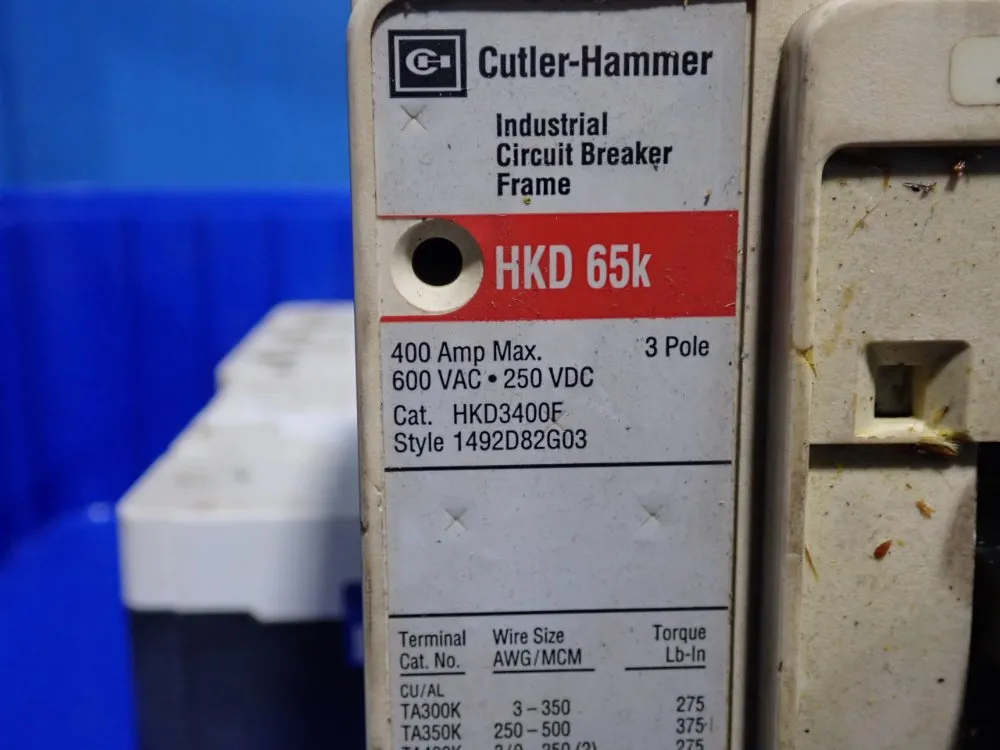 Cutler-Hammer
Industrial
Circuit Breaker
Frame
HKD 65k
400 Amp Max. 3 Pole
600 VAC • 250 VDC
Cat. HKD3400F
Style 1492D82G03
Terminal Wire Size Torque
Cat. No. AWG/MCM Lb-In
CU/AL
TA300K 3 – 350 275
TA350K 250 – 500 375
275